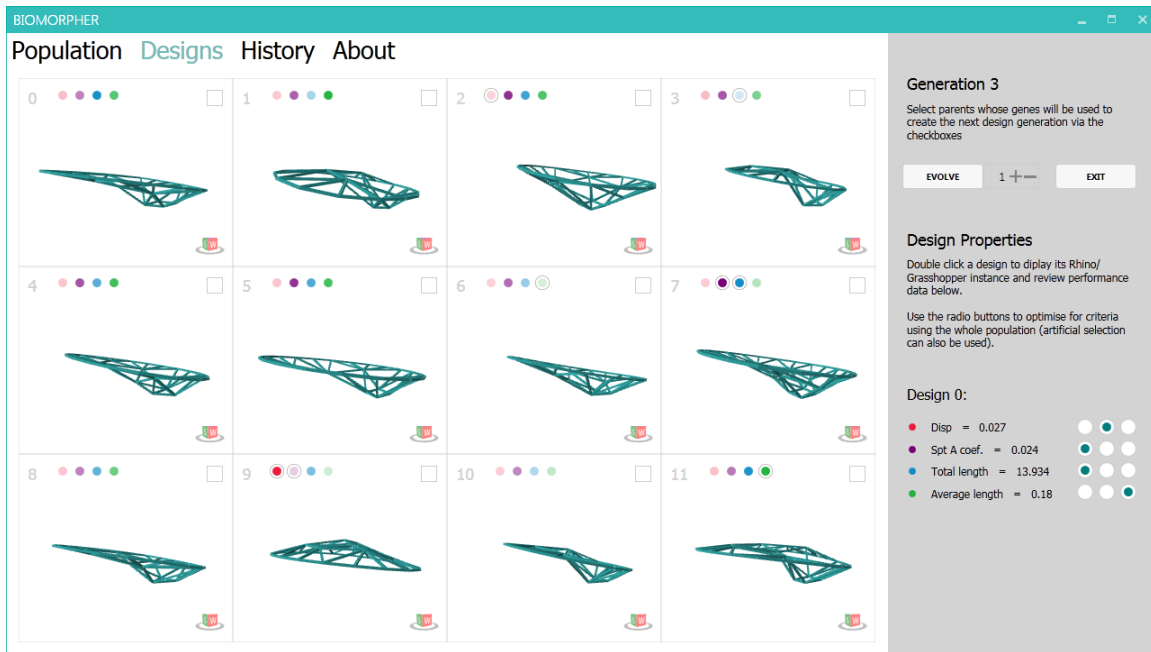 BIOMORPHER
Population Designs History About
0
1
2
3
4
5
6
7
8
9
10
11
Generation 3
Select parents whose genes will be used to
create the next design generation via the
checkboxes
EVOLVE 1 EXIT
Design Properties
Double click a design to diplay its Rhino/
Grasshopper instance and review performance
data below.
Use the radio buttons to optimise for criteria
using the whole population (artificial selection
can also be used).
Design 0:
Disp = 0.027
Spt A coef. = 0.024
Total length = 13.934
Average length = 0.18